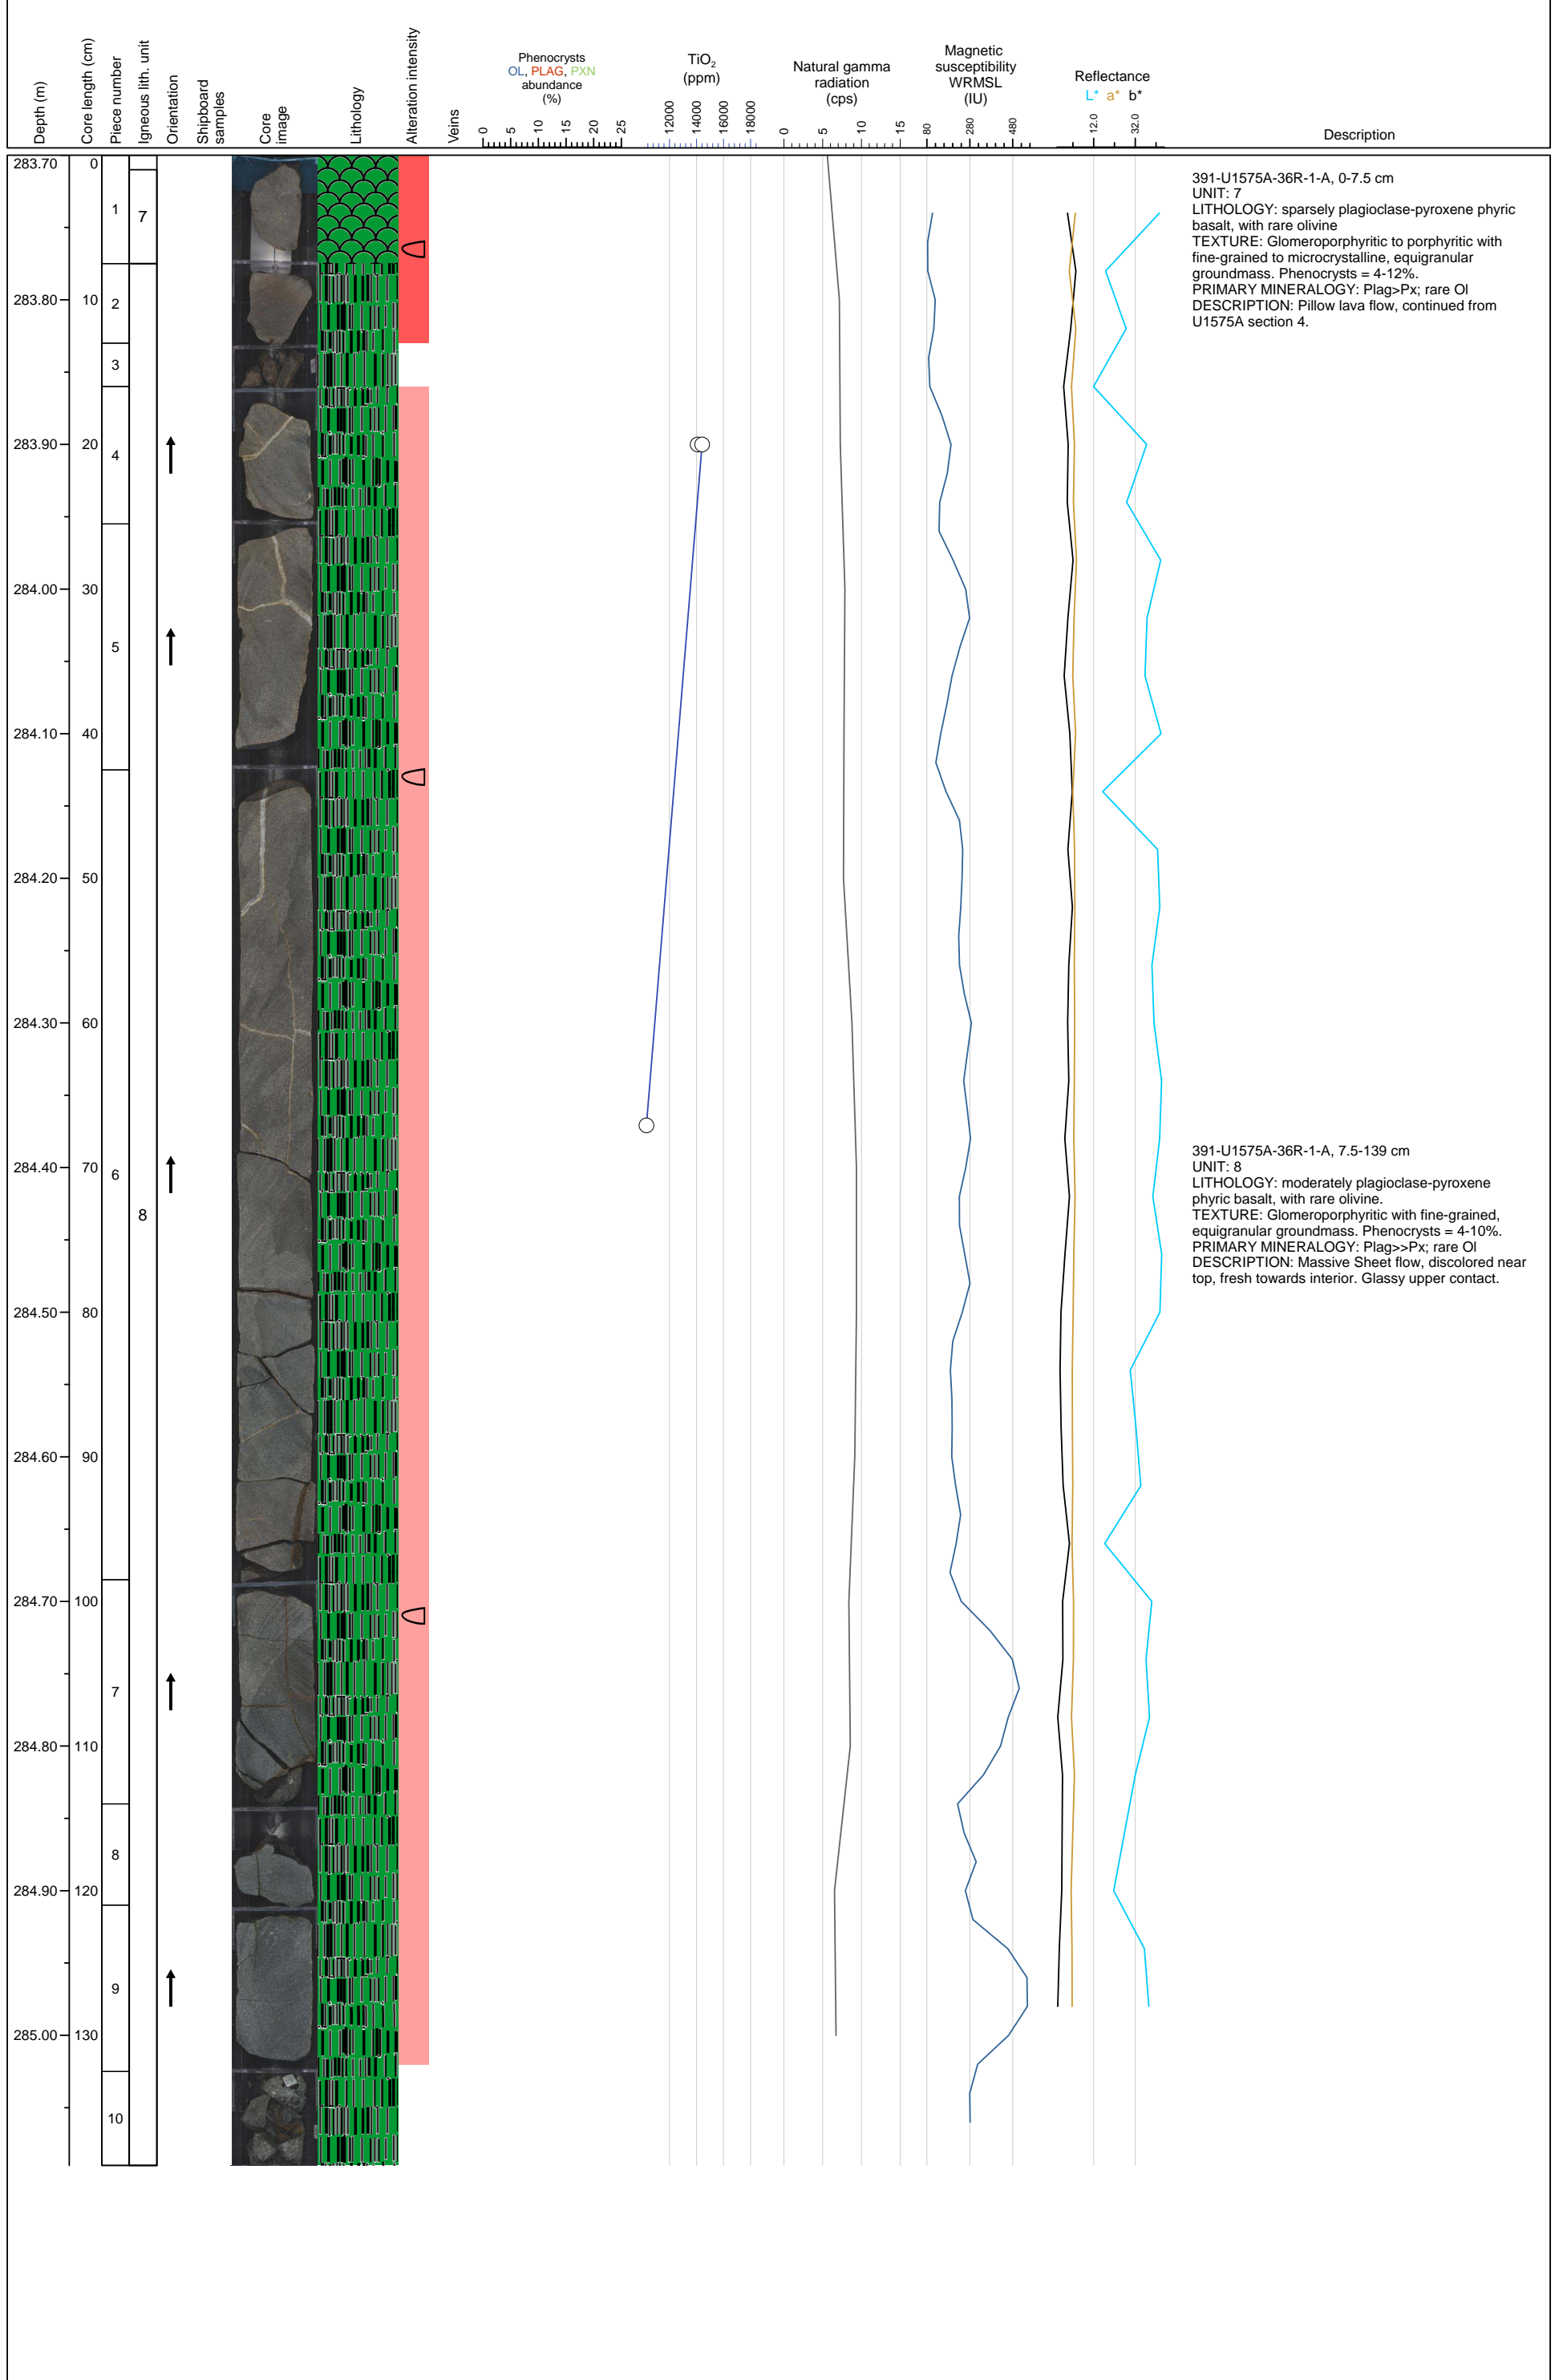 Depth (m)
Core length (cm)
Piece number
Igneous lith. unit
Orientation
Shipboard
samples
Core
image
Lithology
Alteration intensity
Veins
Phenocrysts
OL, PLAG, PXN
abundance
(%)
0 5 10 15 20 25
TiO2
(ppm)
12000 14000 16000 18000
Natural gamma
radiation
(cps)
0 5 10 15
Magnetic
susceptibility
WRMSL
(IU)
80 280 480
Reflectance
L* a* b*
12.0 32.0
Description
283.70 0
283.80 10
283.90 20
284.00 30
284.10 40
284.20 50
284.30 60
284.40 70
284.50 80
284.60 90
284.70 100
284.80 110
284.90 120
285.00 130
1
2
3
4
5
6
7
8
9
10
7
8
391-U1575A-36R-1-A, 0-7.5 cm
UNIT: 7
LITHOLOGY: sparsely plagioclase-pyroxene phyric
basalt, with rare olivine
TEXTURE: Glomeroporphyritic to porphyritic with
fine-grained to microcrystalline, equigranular
groundmass. Phenocrysts = 4-12%.
PRIMARY MINERALOGY: Plag>Px; rare Ol
DESCRIPTION: Pillow lava flow, continued from
U1575A section 4.
391-U1575A-36R-1-A, 7.5-139 cm
UNIT: 8
LITHOLOGY: moderately plagioclase-pyroxene
phyric basalt, with rare olivine.
TEXTURE: Glomeroporphyritic with fine-grained,
equigranular groundmass. Phenocrysts = 4-10%.
PRIMARY MINERALOGY: Plag>>Px; rare Ol
DESCRIPTION: Massive Sheet flow, discolored near
top, fresh towards interior. Glassy upper contact.